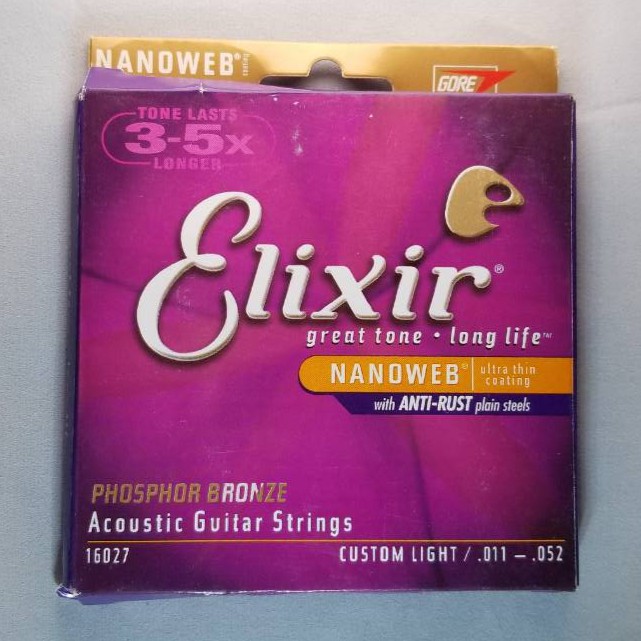 NANOWEB®
GORE
TONE LASTS
3-5x
LONGER
Elixir®
great tone • long life™
NANOWEB® ultra thin
coating
with ANTI-RUST plain steels
PHOSPHOR BRONZE
Acoustic Guitar Strings
16027 CUSTOM LIGHT / .011 – .052